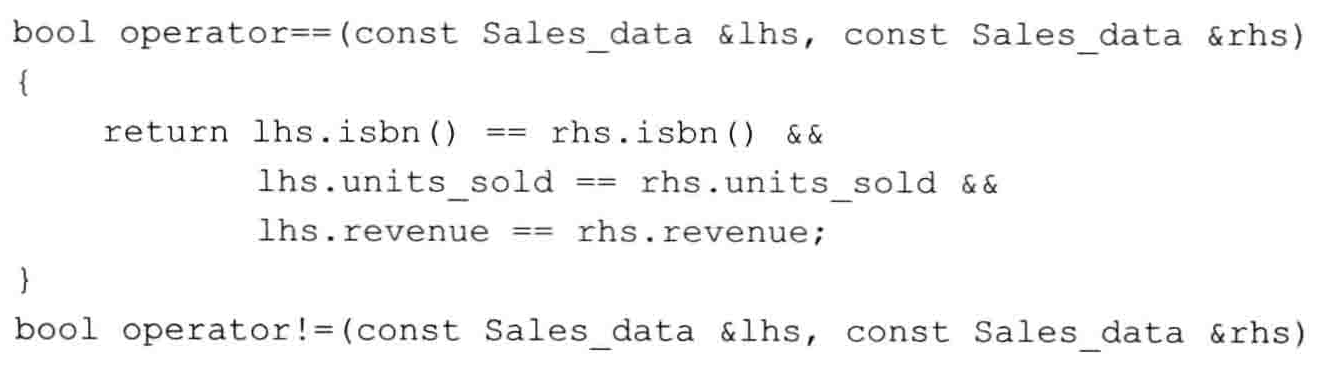 bool operator==(const Sales_data &lhs, const Sales_data &rhs)
{
    return lhs.isbn() == rhs.isbn() &&
           lhs.units_sold == rhs.units_sold &&
           lhs.revenue == rhs.revenue;
}
bool operator!=(const Sales_data &lhs, const Sales_data &rhs)